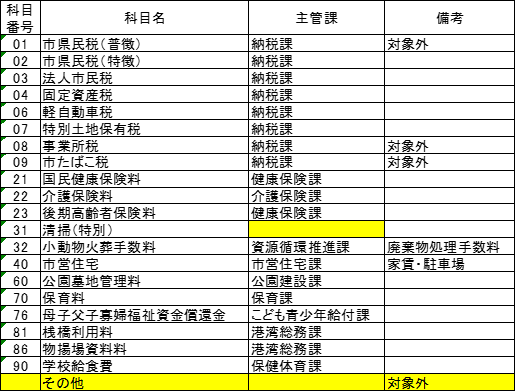 科目番号 科目名 主管課 備考
01 市県民税(普徴) 納税課 対象外
02 市県民税(特徴) 納税課
03 法人市民税 納税課
04 固定資産税 納税課
06 軽自動車税 納税課
07 特別土地保有税 納税課
08 事業所税 納税課 対象外
09 市たばこ税 納税課 対象外
21 国民健康保険料 健康保険課
22 介護保険料 介護保険課
23 後期高齢者保険料 健康保険課
31 清掃(特別)
32 小動物火葬手数料 資源循環推進課 廃棄物処理手数料
40 市営住宅 市営住宅課 家賃・駐車場
60 公園墓地管理料 公園建設課
70 保育料 保育課
76 母子父子寡婦福祉資金償還金 こども青少年給付課
81 桟橋利用料 港湾総務課
86 物揚場資料料 港湾総務課
90 学校給食費 保健体育課
その他 対象外